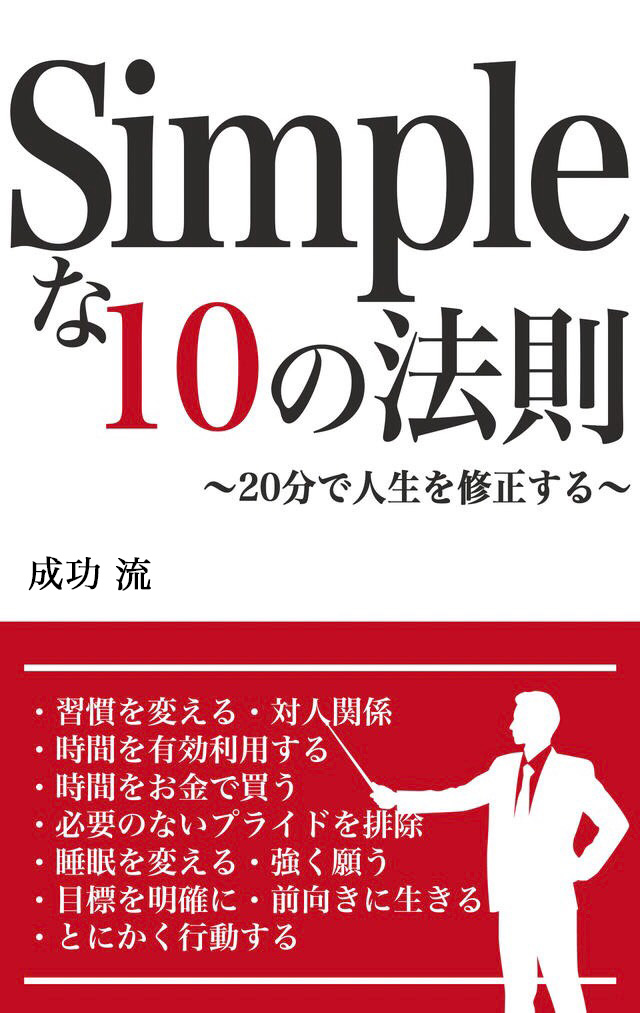 Simple
な10の法則
〜20分で人生を修正する〜
成功 流
・習慣を変える・対人関係
・時間を有効利用する
・時間をお金で買う
・必要のないプライドを排除
・睡眠を変える・強く願う
・目標を明確に・前向きに生きる
・とにかく行動する